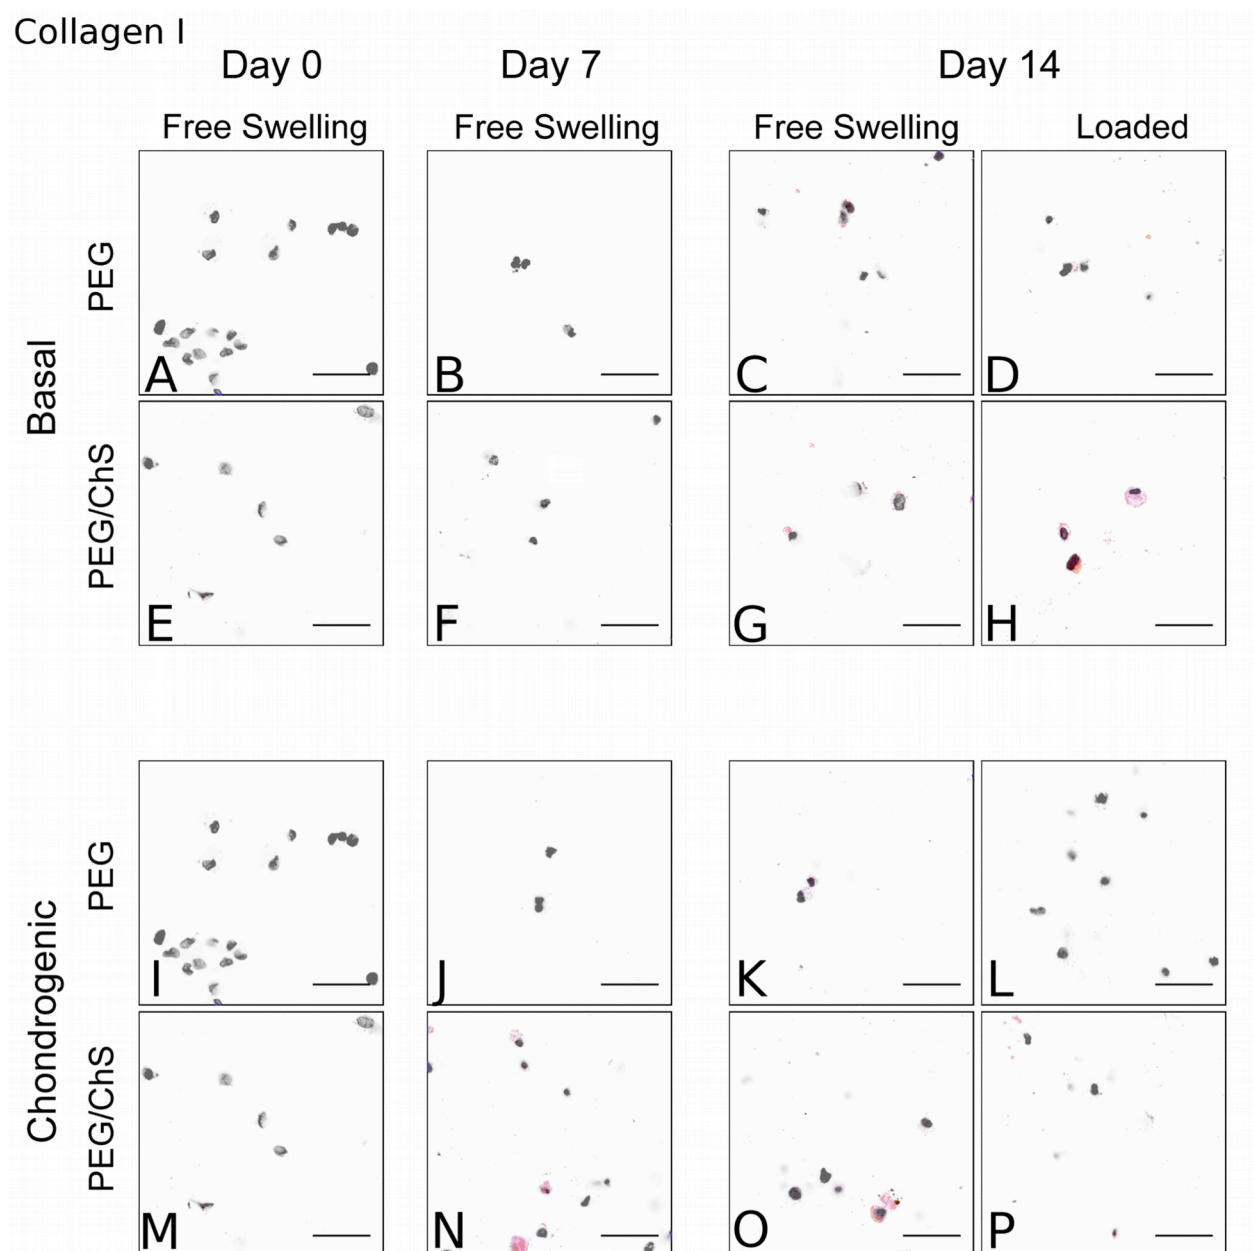 Collagen I
Day 0 Day 7 Day 14
Free Swelling Free Swelling Free Swelling Loaded
Basal
PEG
A B C D
PEG/ChS
E F G H
Chondrogenic
PEG
I J K L
PEG/ChS
M N O P